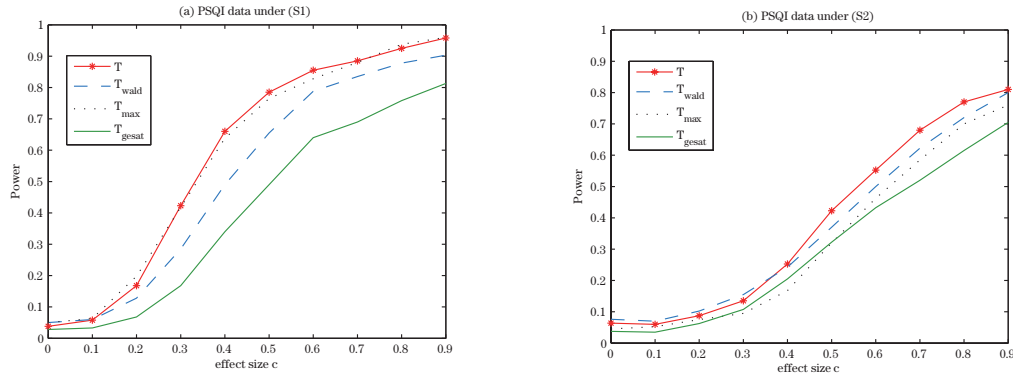 (a) PSQI data under (S1)
1
0.9
0.8
0.7
0.6
0.5
0.4
0.3
0.2
0.1
0
Power
T
T_wald
T_max
T_gesat
0 0.1 0.2 0.3 0.4 0.5 0.6 0.7 0.8 0.9
effect size c
(b) PSQI data under (S2)
1
0.9
0.8
0.7
0.6
0.5
0.4
0.3
0.2
0.1
0
Power
T
T_wald
T_max
T_gesat
0 0.1 0.2 0.3 0.4 0.5 0.6 0.7 0.8 0.9
effect size c